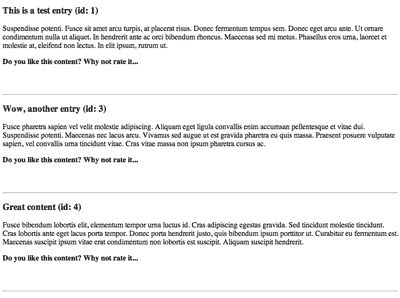 This is a test entry (id: 1)
Suspendisse potenti. Fusce sit amet arcu turpis, at placerat risus. Donec fermentum tempus sem. Donec eget arcu ante. Ut ornare
condimentum nulla ut aliquet. In hendrerit ante ac orci bibendum rhoncus. Maecenas sed mi metus. Phasellus eros urna, laoreet et
molestie at, eleifend non lectus. In elit ipsum, rutrum ut.
Do you like this content? Why not rate it...
Wow, another entry (id: 3)
Fusce pharetra sapien vel velit molestie adipiscing. Aliquam eget ligula convallis enim accumsan pellentesque et vitae dui.
Suspendisse potenti. Maecenas nec lacus arcu. Vivamus sed augue ut est gravida pharetra eu quis massa. Praesent posuere vulputate
sapien, vel convallis urna tincidunt vitae. Cras vitae massa non ipsum pharetra cursus ac.
Do you like this content? Why not rate it...
Great content (id: 4)
Fusce bibendum lobortis elit, elementum tempor urna luctus id. Cras adipiscing egestas gravida. Sed tincidunt molestie tincidunt.
Cras lobortis ante eget lacus porta tempor. Donec porta hendrerit justo, quis bibendum ipsum porttitor ut. Curabitur eu fermentum est.
Maecenas suscipit ipsum vitae erat condimentum non lobortis est suscipit. Aliquam suscipit hendrerit.
Do you like this content? Why not rate it...